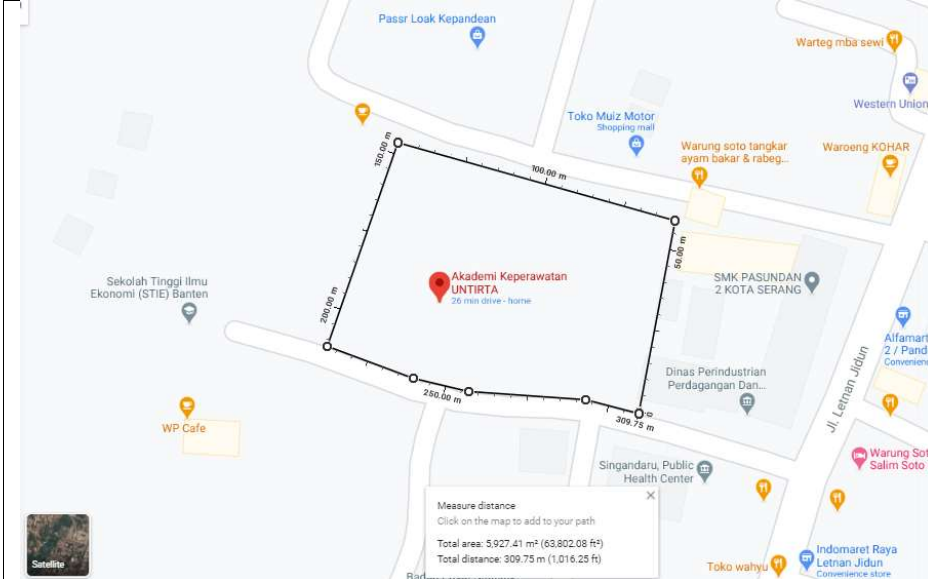 Passr Loak Kepandean
Warteg mba sewi
Western Union
Toko Muiz Motor
Shopping mall
Warung soto tangkar
ayam bakar & rabeg...
Waroeng KOHAR
150.00 m
100.00 m
50.00 m
Akademi Keperawatan
UNTIRTA
26 min drive - home
SMK PASUNDAN
2 KOTA SERANG
Sekolah Tinggi Ilmu
Ekonomi (STIE) Banten
200.00 m
Alfamart
2 / Pand
Convenience
Dinas Perindustrian
Perdagangan Dan...
Jl. Letnan Jidun
250.00 m
309.75 m
0
WP Cafe
Singandaru, Public
Health Center
Warung Sot
Salim Soto
Measure distance
Click on the map to add to your path
Total area: 5,927.41 m² (63,802.08 ft²)
Total distance: 309.75 m (1,016.25 ft)
Satellite
Toko wahyu
Indomaret Raya
Letnan Jidun
Convenience store